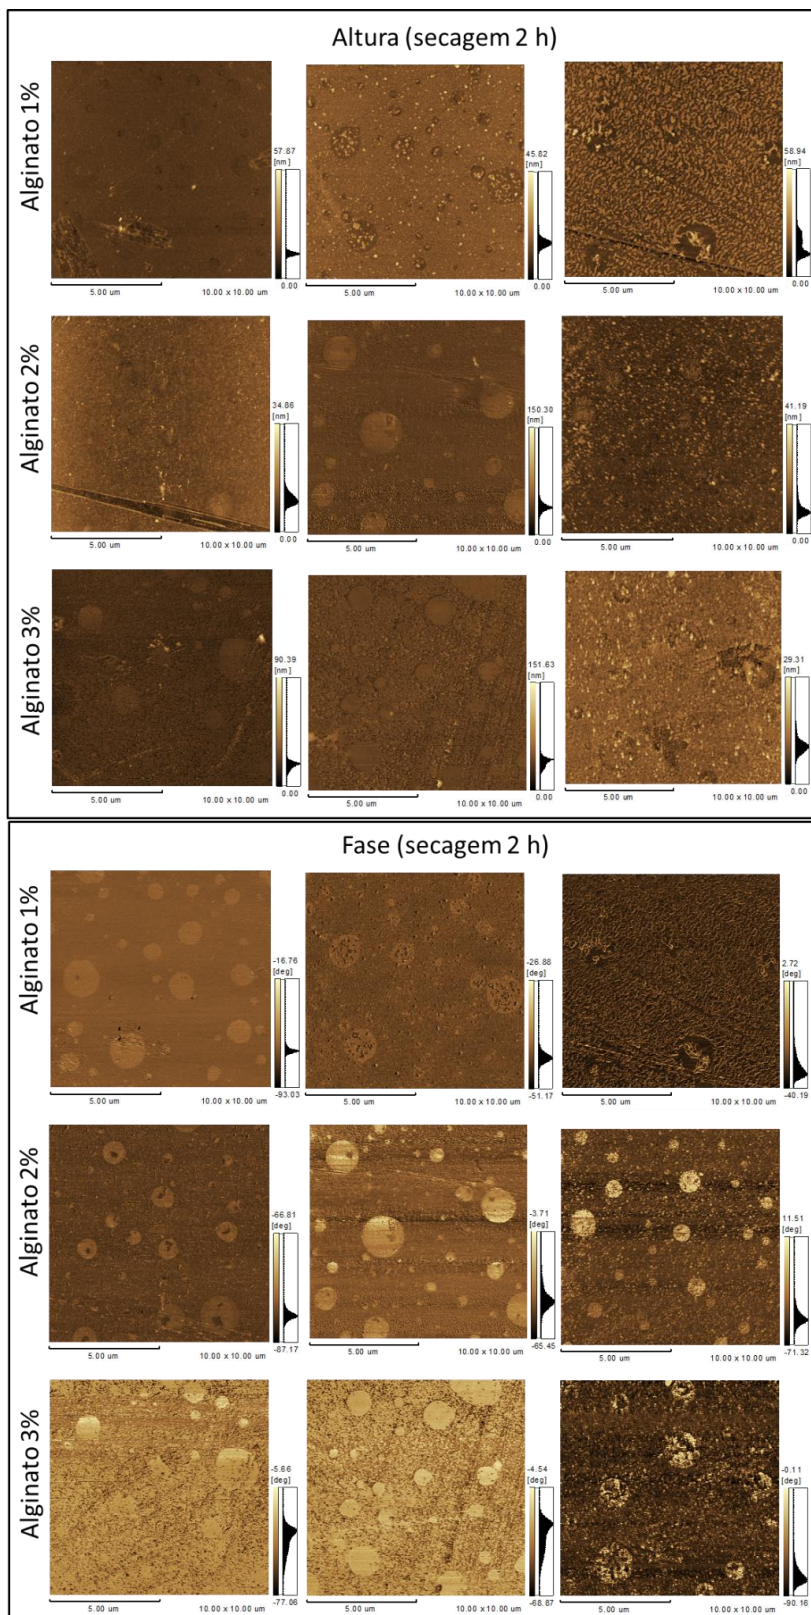 Altura (secagem 2 h)
Alginato 1%
57.87
[nm]
0.00
5.00 um
10.00 x 10.00 um
45.82
[nm]
0.00
5.00 um
10.00 x 10.00 um
58.94
[nm]
0.00
5.00 um
10.00 x 10.00 um
Alginato 2%
34.86
[nm]
0.00
5.00 um
10.00 x 10.00 um
150.30
[nm]
0.00
5.00 um
10.00 x 10.00 um
41.19
[nm]
0.00
5.00 um
10.00 x 10.00 um
Alginato 3%
90.39
[nm]
0.00
5.00 um
10.00 x 10.00 um
151.63
[nm]
0.00
5.00 um
10.00 x 10.00 um
29.31
[nm]
0.00
5.00 um
10.00 x 10.00 um
Fase (secagem 2 h)
Alginato 1%
-16.76
[deg]
-93.03
5.00 um
10.00 x 10.00 um
-26.88
[deg]
-51.17
5.00 um
10.00 x 10.00 um
2.72
[deg]
-40.19
5.00 um
10.00 x 10.00 um
Alginato 2%
-66.81
[deg]
-87.17
5.00 um
10.00 x 10.00 um
-3.71
[deg]
-65.45
5.00 um
10.00 x 10.00 um
11.51
[deg]
-71.32
5.00 um
10.00 x 10.00 um
Alginato 3%
-5.66
[deg]
-77.06
5.00 um
10.00 x 10.00 um
-4.54
[deg]
-68.87
5.00 um
10.00 x 10.00 um
-0.11
[deg]
-90.16
5.00 um
10.00 x 10.00 um